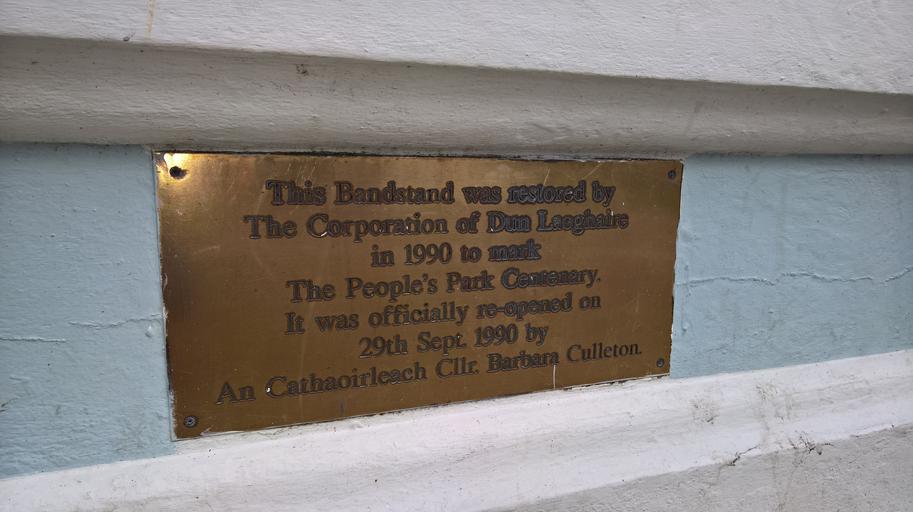 This Bandstand was restored by
The Corporation of Dun Laoghaire
in 1990 to mark
The People's Park Centenary.
It was officially re-opened on
29th Sept. 1990 by
An Cathaoirleach Cllr. Barbara Culleton.